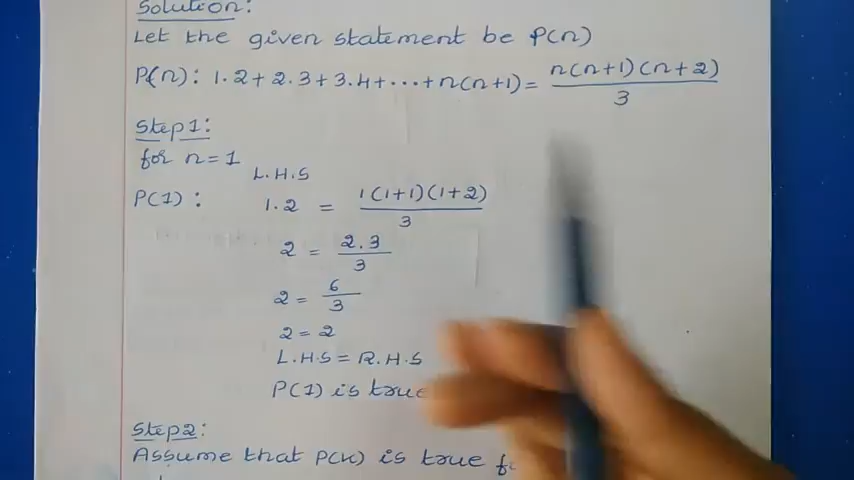 Solution:
Let the given statement be P(n)
P(n): 1.2+2.3+3.4+...+n(n+1)= n(n+1)(n+2)/3
Step1:
for n=1
L.H.S
P(1): 1.2 = 1(1+1)(1+2)/3
2 = 2.3/3
2 = 6/3
2=2
L.H.S=R.H.S
P(1) is true
Step2:
Assume that P(k) is true